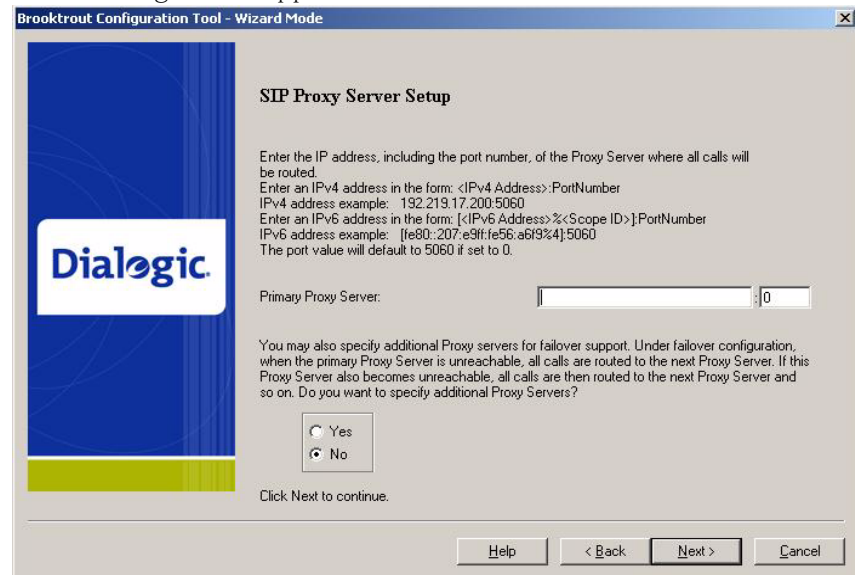 Brooktrout Configuration Tool - Wizard Mode
SIP Proxy Server Setup
Enter the IP address, including the port number, of the Proxy Server where all calls will
be routed.
Enter an IPv4 address in the form: <IPv4 Address>:PortNumber
IPv4 address example: 192.219.17.200:5060
Enter an IPv6 address in the form: [<IPv6 Address>%<Scope ID>]:PortNumber
IPv6 address example: [fe80::207:e9ff:fe56:a6f9%4]:5060
The port value will default to 5060 if set to 0.
Dialogic.
Primary Proxy Server: : 0
You may also specify additional Proxy servers for failover support. Under failover configuration,
when the primary Proxy Server is unreachable, all calls are routed to the next Proxy Server. If this
Proxy Server also becomes unreachable, all calls are then routed to the next Proxy Server and
so on. Do you want to specify additional Proxy Servers?
Yes
No
Click Next to continue.
Help < Back Next > Cancel